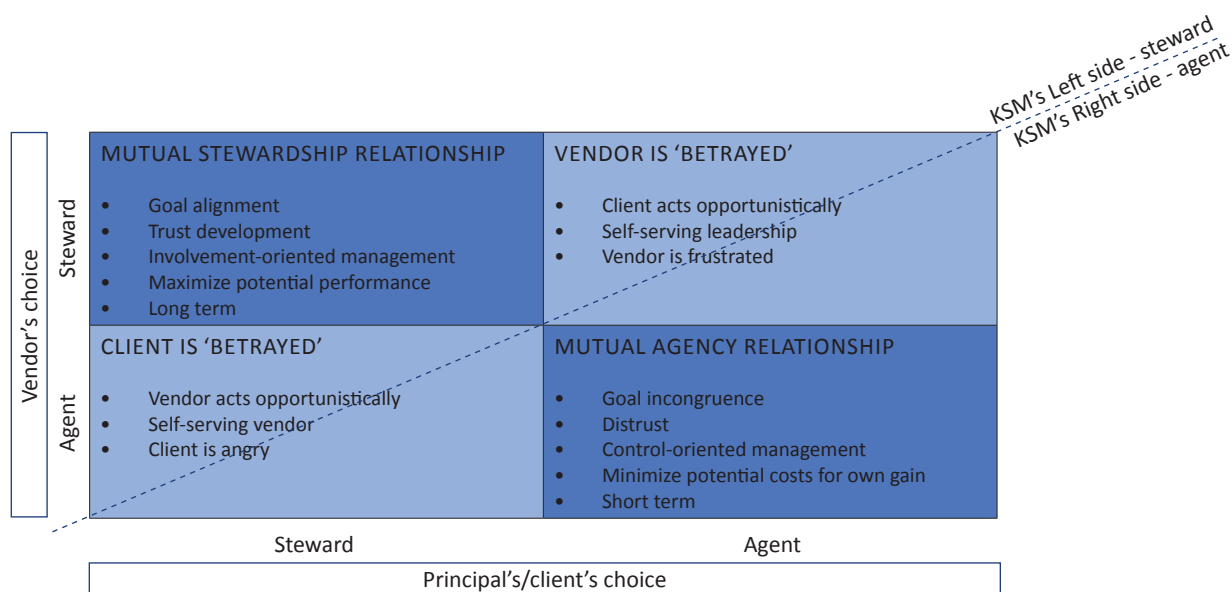 KSM's Left side - steward
KSM's Right side - agent
Vendor's choice
Steward
Agent
MUTUAL STEWARDSHIP RELATIONSHIP
• Goal alignment
• Trust development
• Involvement-oriented management
• Maximize potential performance
• Long term
VENDOR IS ‘BETRAYED’
• Client acts opportunistically
• Self-serving leadership
• Vendor is frustrated
CLIENT IS ‘BETRAYED’
• Vendor acts opportunistically
• Self-serving vendor
• Client is angry
MUTUAL AGENCY RELATIONSHIP
• Goal incongruence
• Distrust
• Control-oriented management
• Minimize potential costs for own gain
• Short term
Steward
Agent
Principal's/client's choice